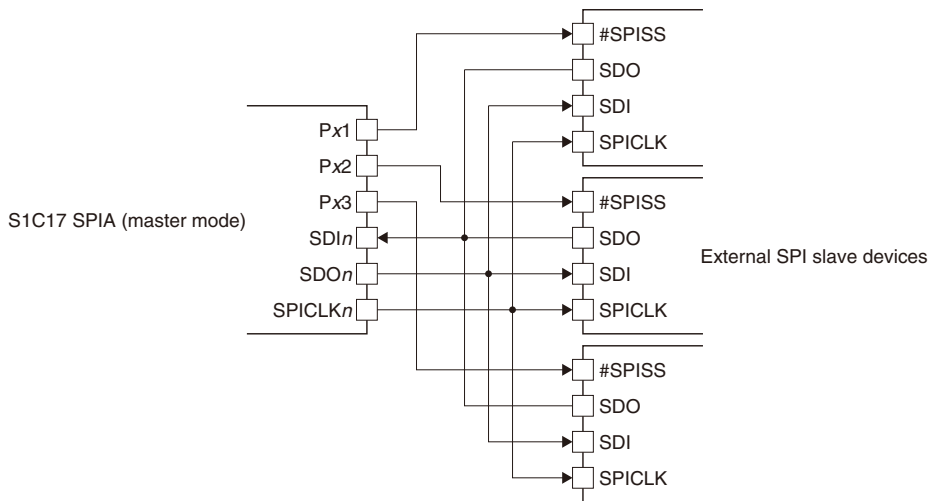 S1C17 SPIA (master mode)
Px1
Px2
Px3
SDIn
SDOn
SPICLKn
#SPISS
SDO
SDI
SPICLK
#SPISS
SDO
SDI
SPICLK
#SPISS
SDO
SDI
SPICLK
External SPI slave devices